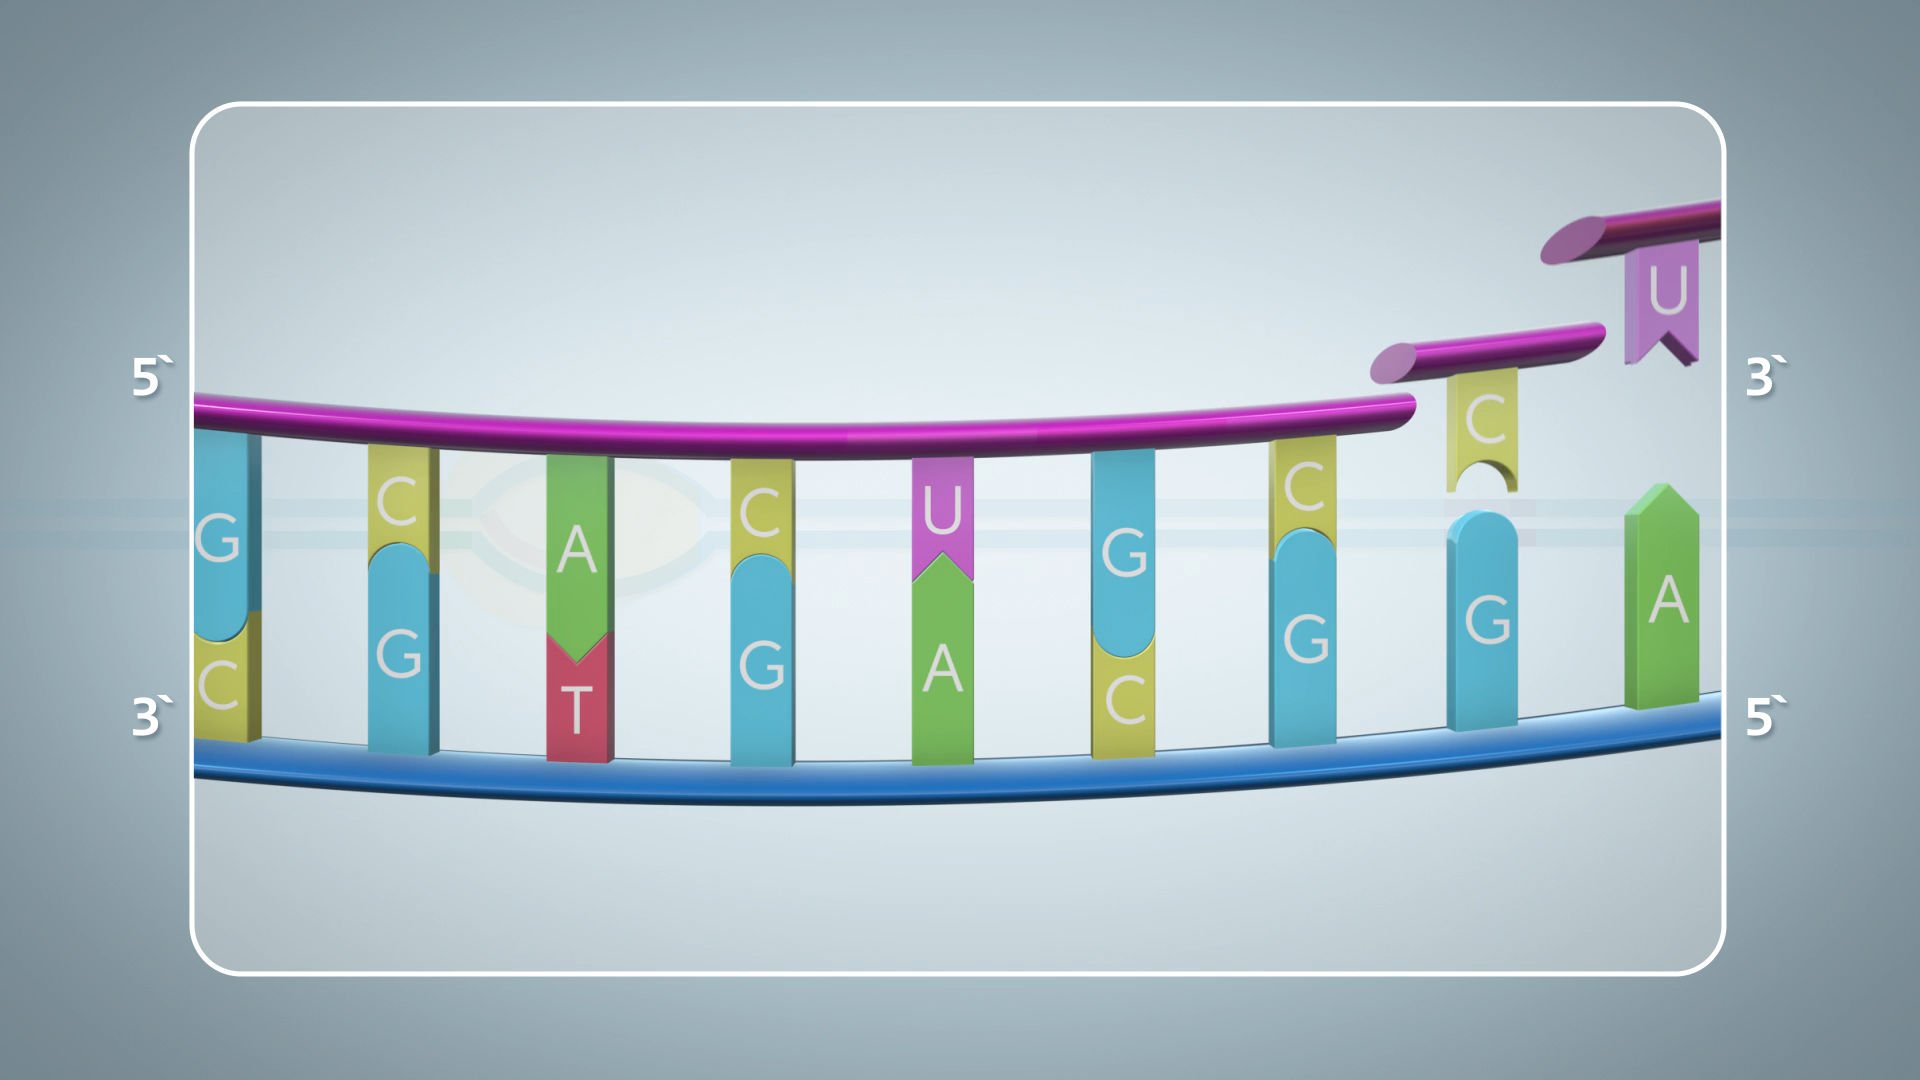 5` 3`
G C A C U G C C U
C G T G A C G G A
3` 5`